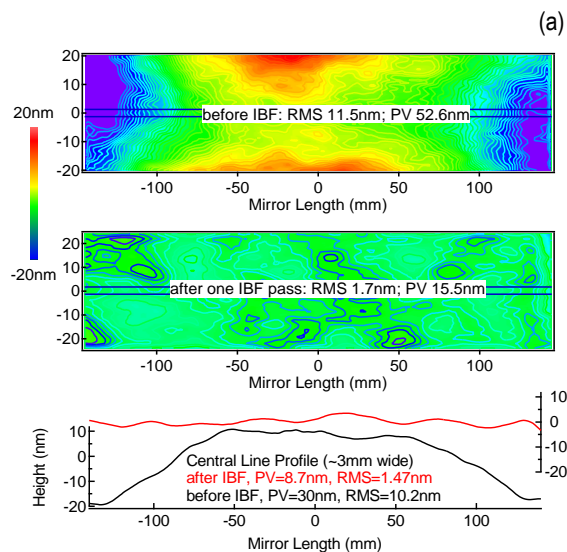 (a)
20
10
0
-10
-20
before IBF: RMS 11.5nm; PV 52.6nm
-100
-50
0
50
100
Mirror Length (mm)
20nm
-20nm
20
10
0
-10
-20
after one IBF pass: RMS 1.7nm; PV 15.5nm
-100
-50
0
50
100
Mirror Length (mm)
Height (nm)
10
0
-10
-20
10
0
-10
-20
Central Line Profile (~3mm wide)
after IBF, PV=8.7nm, RMS=1.47nm
before IBF, PV=30nm, RMS=10.2nm
-100
-50
0
50
100
Mirror Length (mm)